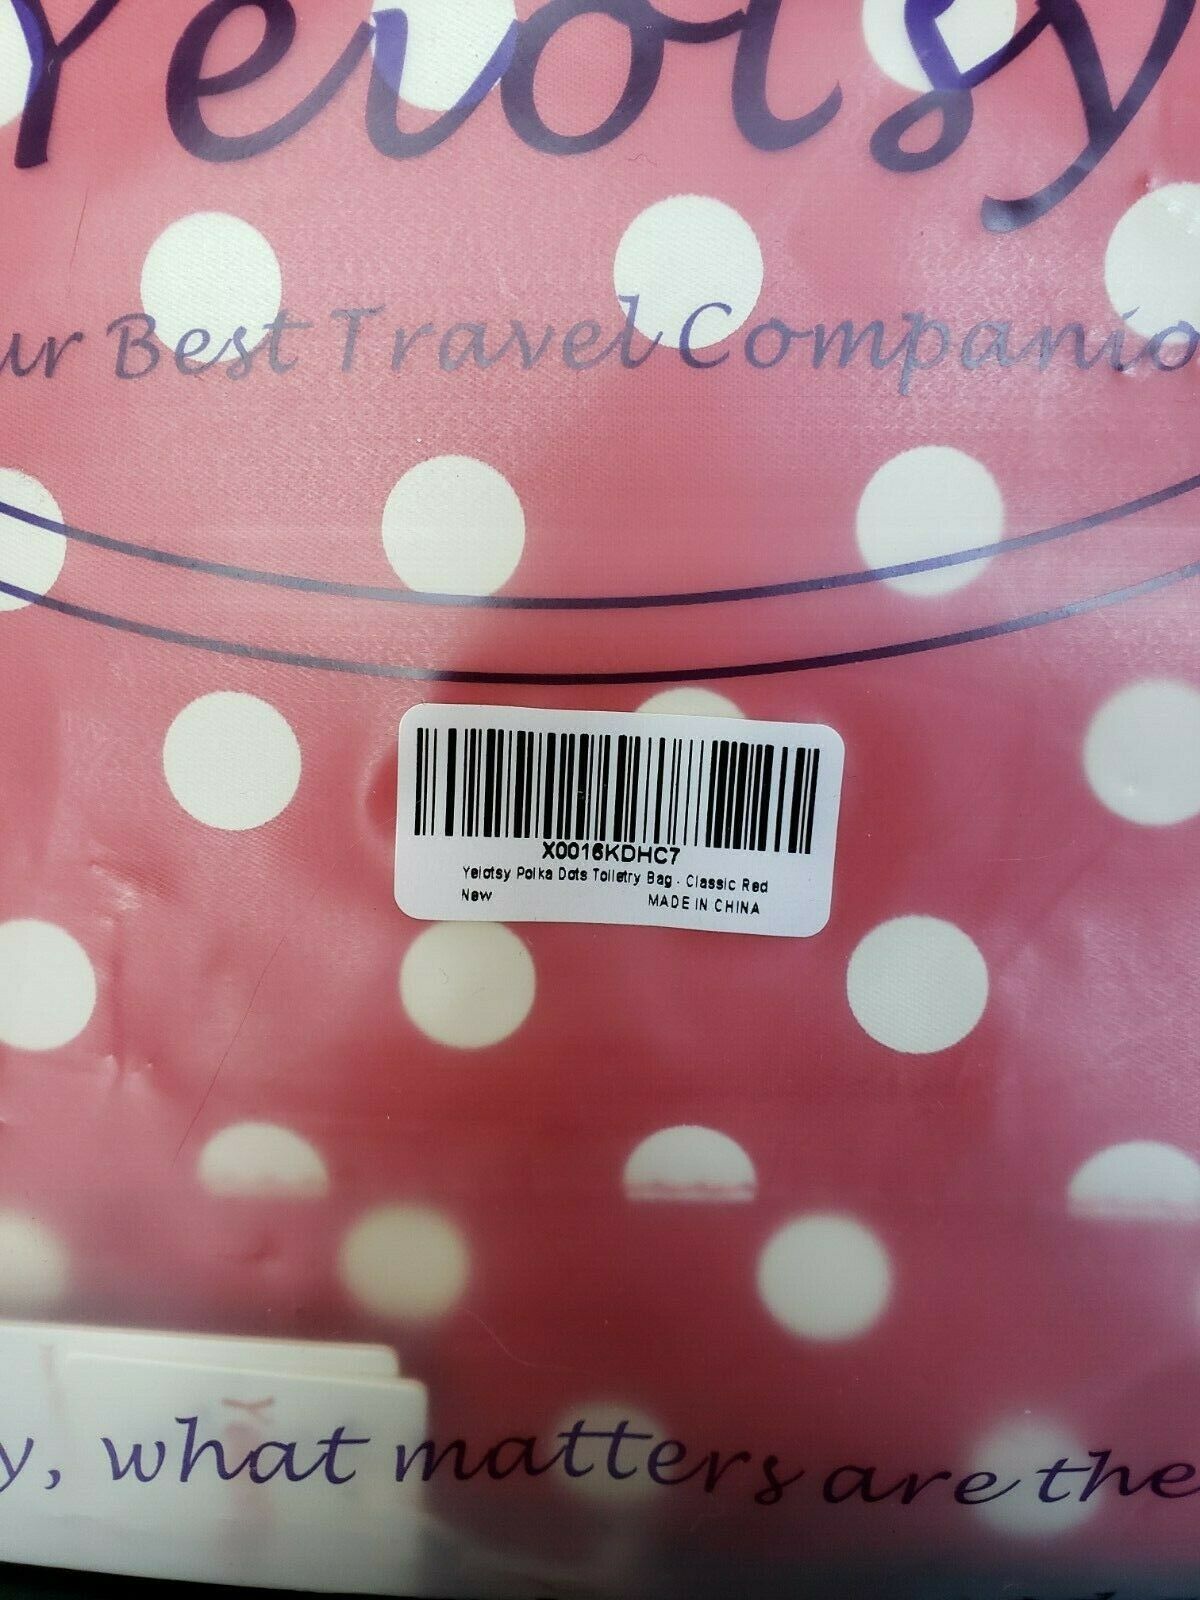 Yelotsy
ur Best Travel Companio
X0016KDHC7
Yelotsy Polka Dots Toiletry Bag - Classic Red
New MADE IN CHINA
y, what matters are the